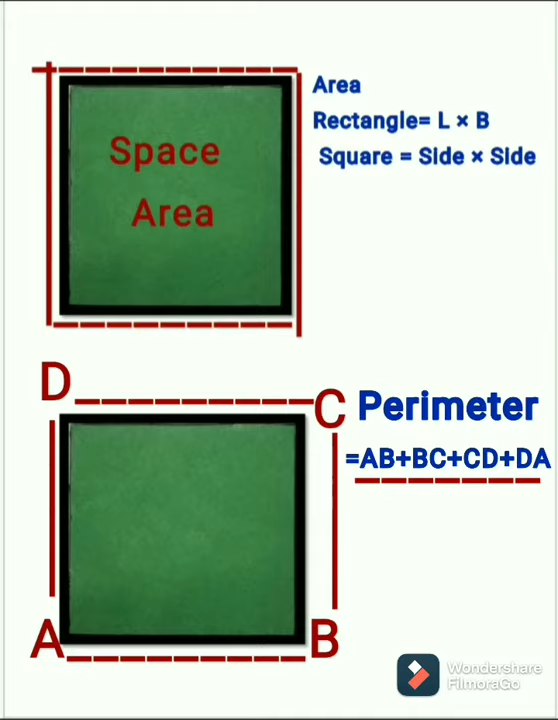 Space
Area
Area
Rectangle= L × B
Square = Side × Side
D
C
Perimeter
=AB+BC+CD+DA
A
B
Wondershare
FilmoraGo